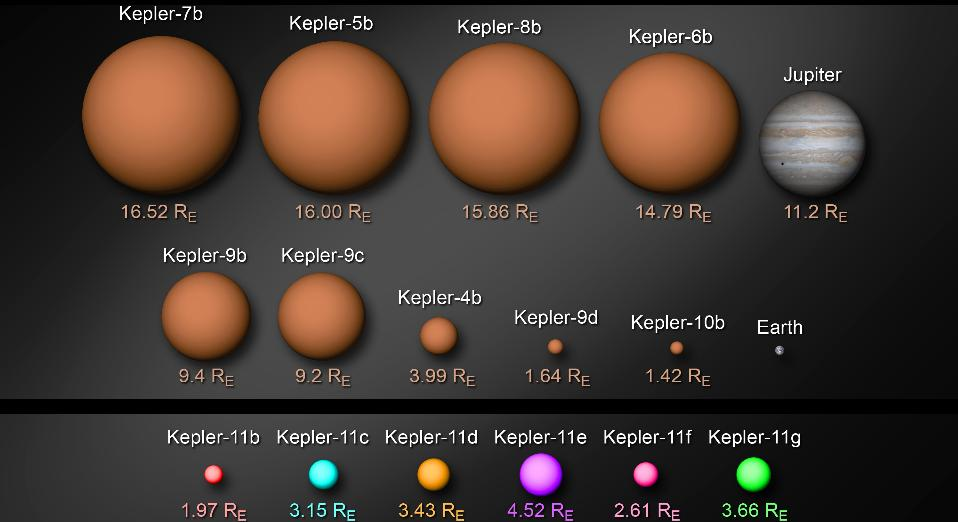 Kepler-7b
Kepler-5b
Kepler-8b
Kepler-6b
Jupiter
16.52 RE
16.00 RE
15.86 RE
14.79 RE
11.2 RE
Kepler-9b
Kepler-9c
Kepler-4b
Kepler-9d
Kepler-10b
Earth
9.4 RE
9.2 RE
3.99 RE
1.64 RE
1.42 RE
Kepler-11b
Kepler-11c
Kepler-11d
Kepler-11e
Kepler-11f
Kepler-11g
1.97 RE
3.15 RE
3.43 RE
4.52 RE
2.61 RE
3.66 RE